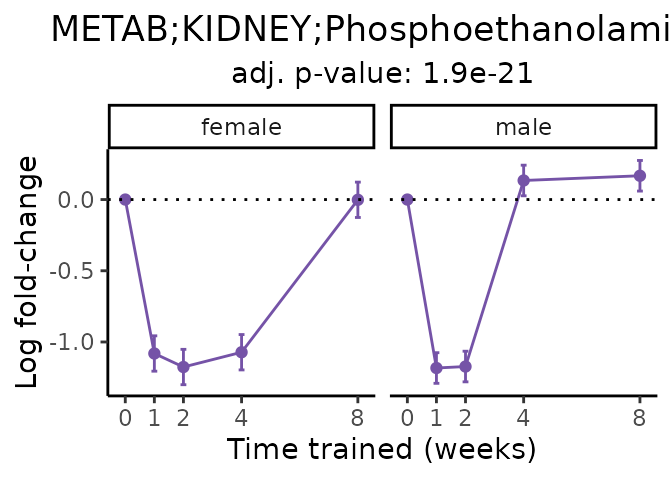 METAB;KIDNEY;Phosphoethanolami
adj. p-value: 1.9e-21
female
male
Log fold-change
0.0
-0.5
-1.0
0 1 2 4 8
0 1 2 4 8
Time trained (weeks)